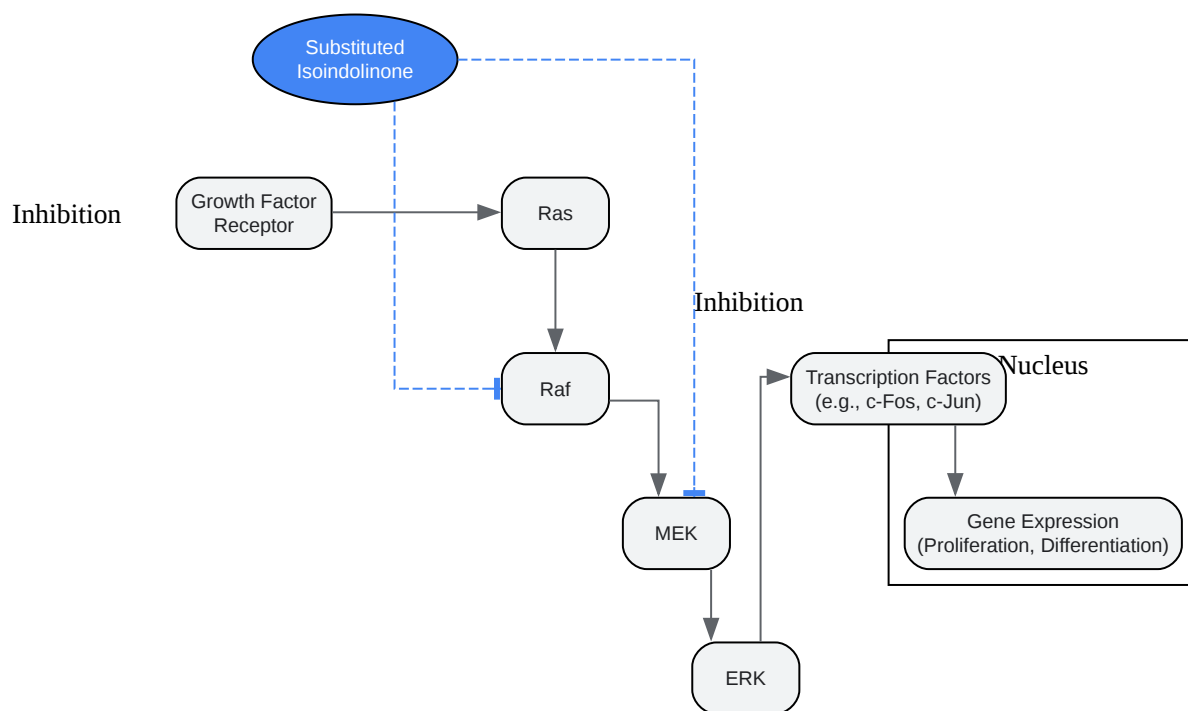 Substituted
Isoindolinone
Inhibition
Growth Factor
Receptor
Ras
Inhibition
Raf
Transcription Factors
(e.g., c-Fos, c-Jun)
Nucleus
MEK
Gene Expression
(Proliferation, Differentiation)
ERK